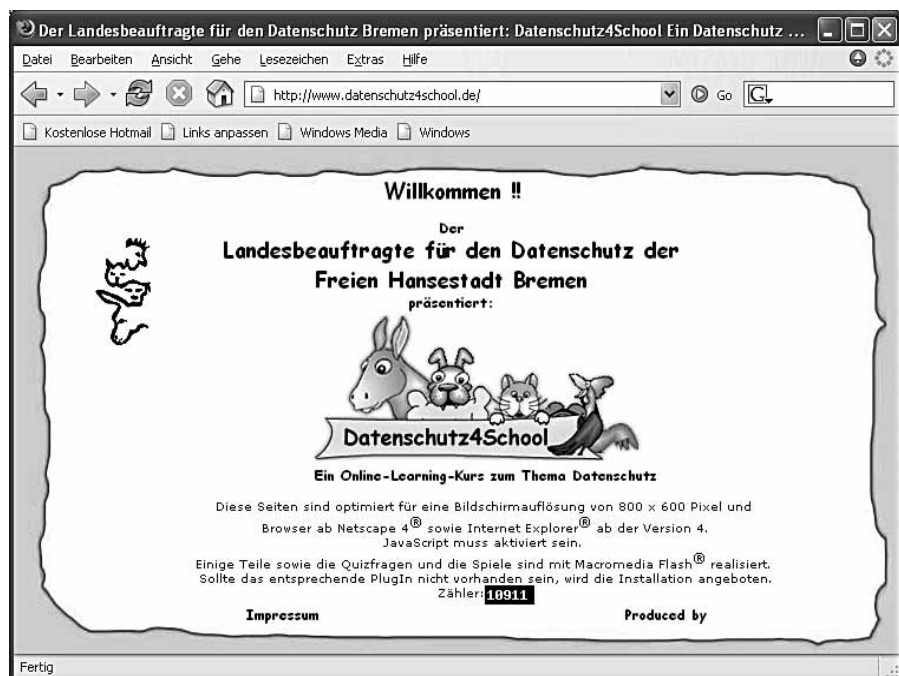 Der Landesbeauftragte für den Datenschutz Bremen präsentiert: Datenschutz4School Ein Datenschutz ...
Datei Bearbeiten Ansicht Gehe Lesezeichen Extras Hilfe
http://www.datenschutz4school.de/ Go G
Kostenlose Hotmail Links anpassen Windows Media Windows
Willkommen !!
Der
Landesbeauftragte für den Datenschutz der
Freien Hansestadt Bremen
präsentiert:
Datenschutz4School
Ein Online-Learning-Kurs zum Thema Datenschutz
Diese Seiten sind optimiert für eine Bildschirmauflösung von 800 x 600 Pixel und
Browser ab Netscape 4® sowie Internet Explorer® ab der Version 4.
JavaScript muss aktiviert sein.
Einige Teile sowie die Quizfragen und die Spiele sind mit Macromedia Flash® realisiert.
Sollte das entsprechende PlugIn nicht vorhanden sein, wird die Installation angeboten.
Zähler: 10911
Impressum Produced by
Fertig